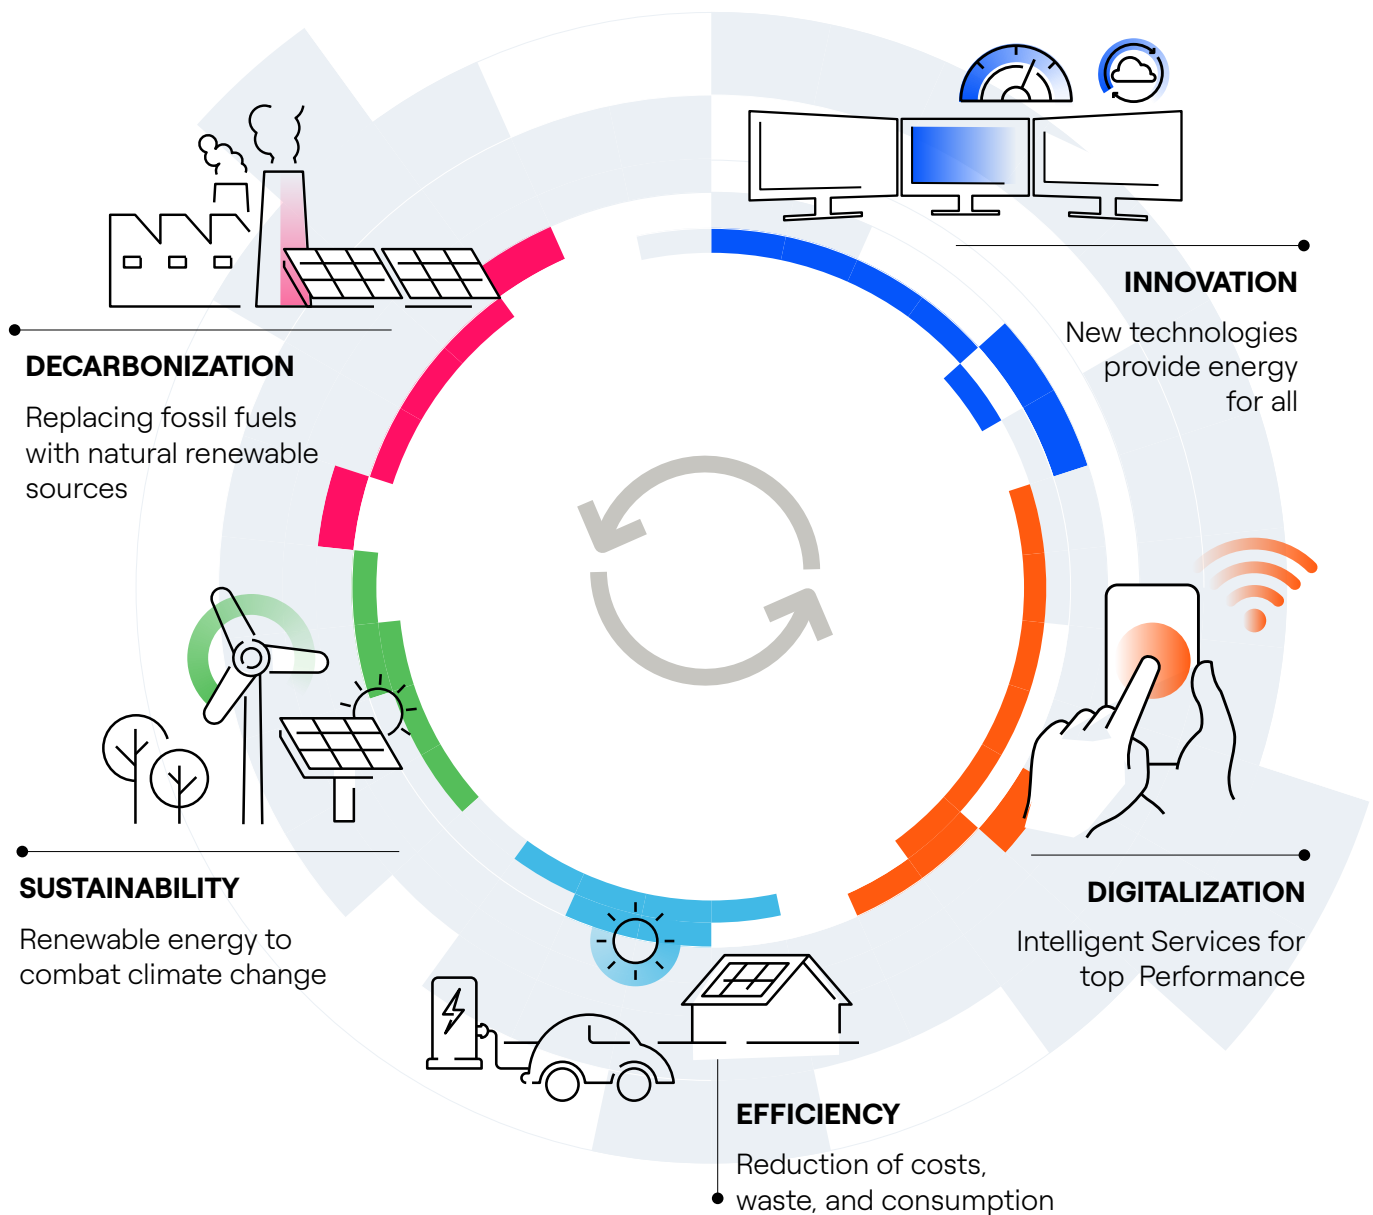 INNOVATION
New technologies
provide energy
for all
DECARBONIZATION
Replacing fossil fuels
with natural renewable
sources
SUSTAINABILITY
Renewable energy to
combat climate change
DIGITALIZATION
Intelligent Services for
top Performance
EFFICIENCY
Reduction of costs,
waste, and consumption